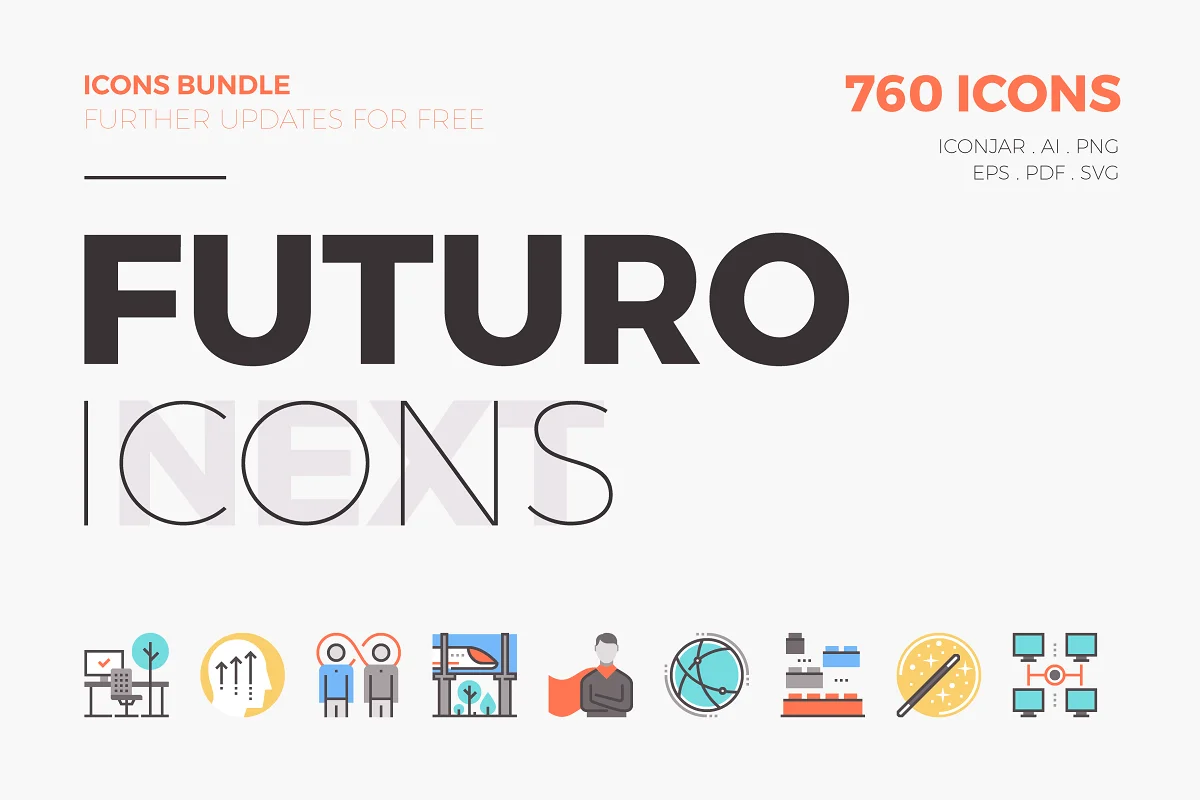 ICONS BUNDLE
FURTHER UPDATES FOR FREE
760 ICONS
ICONJAR . AI . PNG
EPS . PDF . SVG
FUTURO
ICONS
NEXT